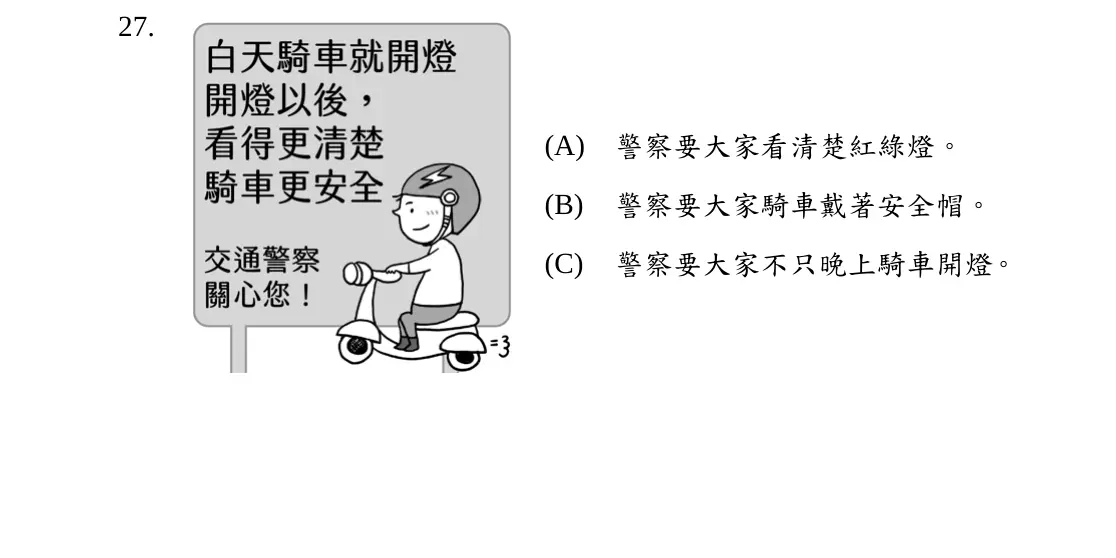 27.
白天騎車就開燈
開燈以後，
看得更清楚
騎車更安全
交通警察
關心您！
(A) 警察要大家看清楚紅綠燈。
(B) 警察要大家騎車戴著安全帽。
(C) 警察要大家不只晚上騎車開燈。